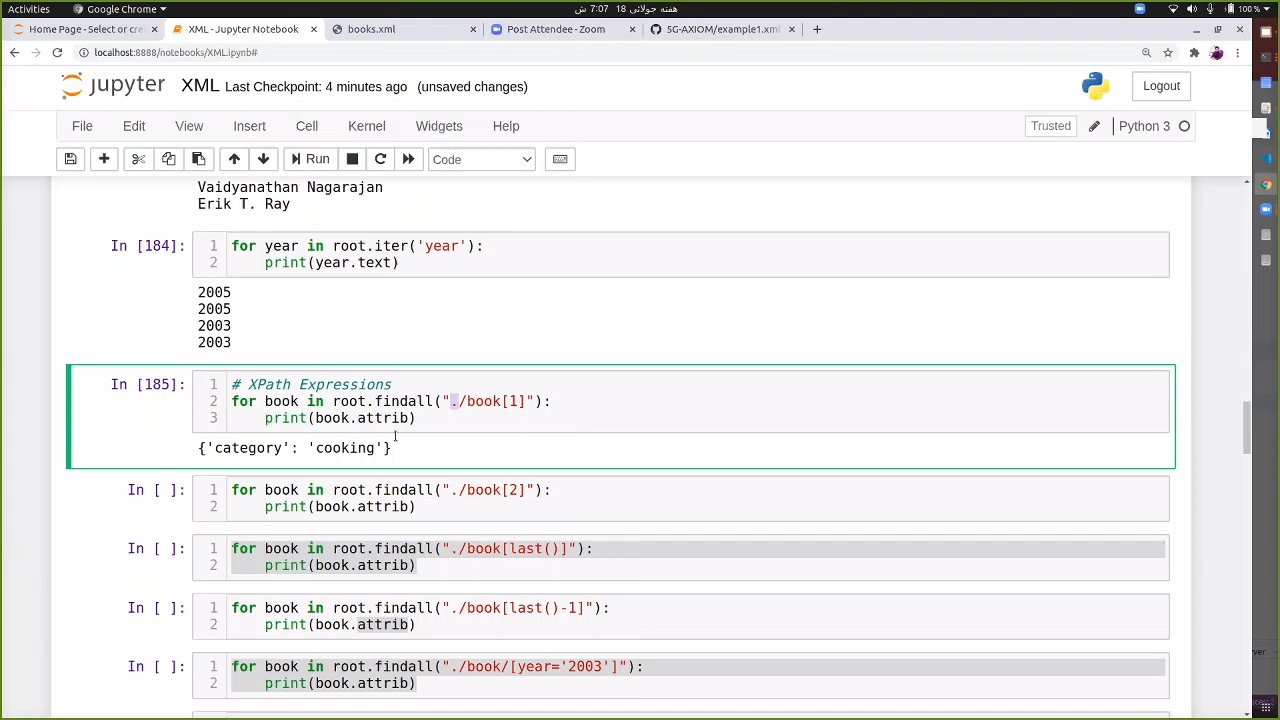 Activities
Google Chrome
ہفتہ جولائی 18 7:07 ش
100 %
Home Page - Select or cre
XML - Jupyter Notebook
books.xml
Post Attendee - Zoom
5G-AXIOM/example1.xml
localhost:8888/notebooks/XML.ipynb#
jupyter XML Last Checkpoint: 4 minutes ago (unsaved changes)
Logout
File Edit View Insert Cell Kernel Widgets Help
Trusted Python 3
Run Code
Vaidyanathan Nagarajan
Erik T. Ray
In [184]: 1 for year in root.iter('year'):
2 print(year.text)
2005
2005
2003
2003
In [185]: 1 # XPath Expressions
2 for book in root.findall("./book[1]"):
3 print(book.attrib)
{'category': 'cooking'}
In [ ]: 1 for book in root.findall("./book[2]"):
2 print(book.attrib)
In [ ]: 1 for book in root.findall("./book[last()]"):
2 print(book.attrib)
In [ ]: 1 for book in root.findall("./book[last()-1]"):
2 print(book.attrib)
In [ ]: 1 for book in root.findall("./book/[year='2003']"):
2 print(book.attrib)